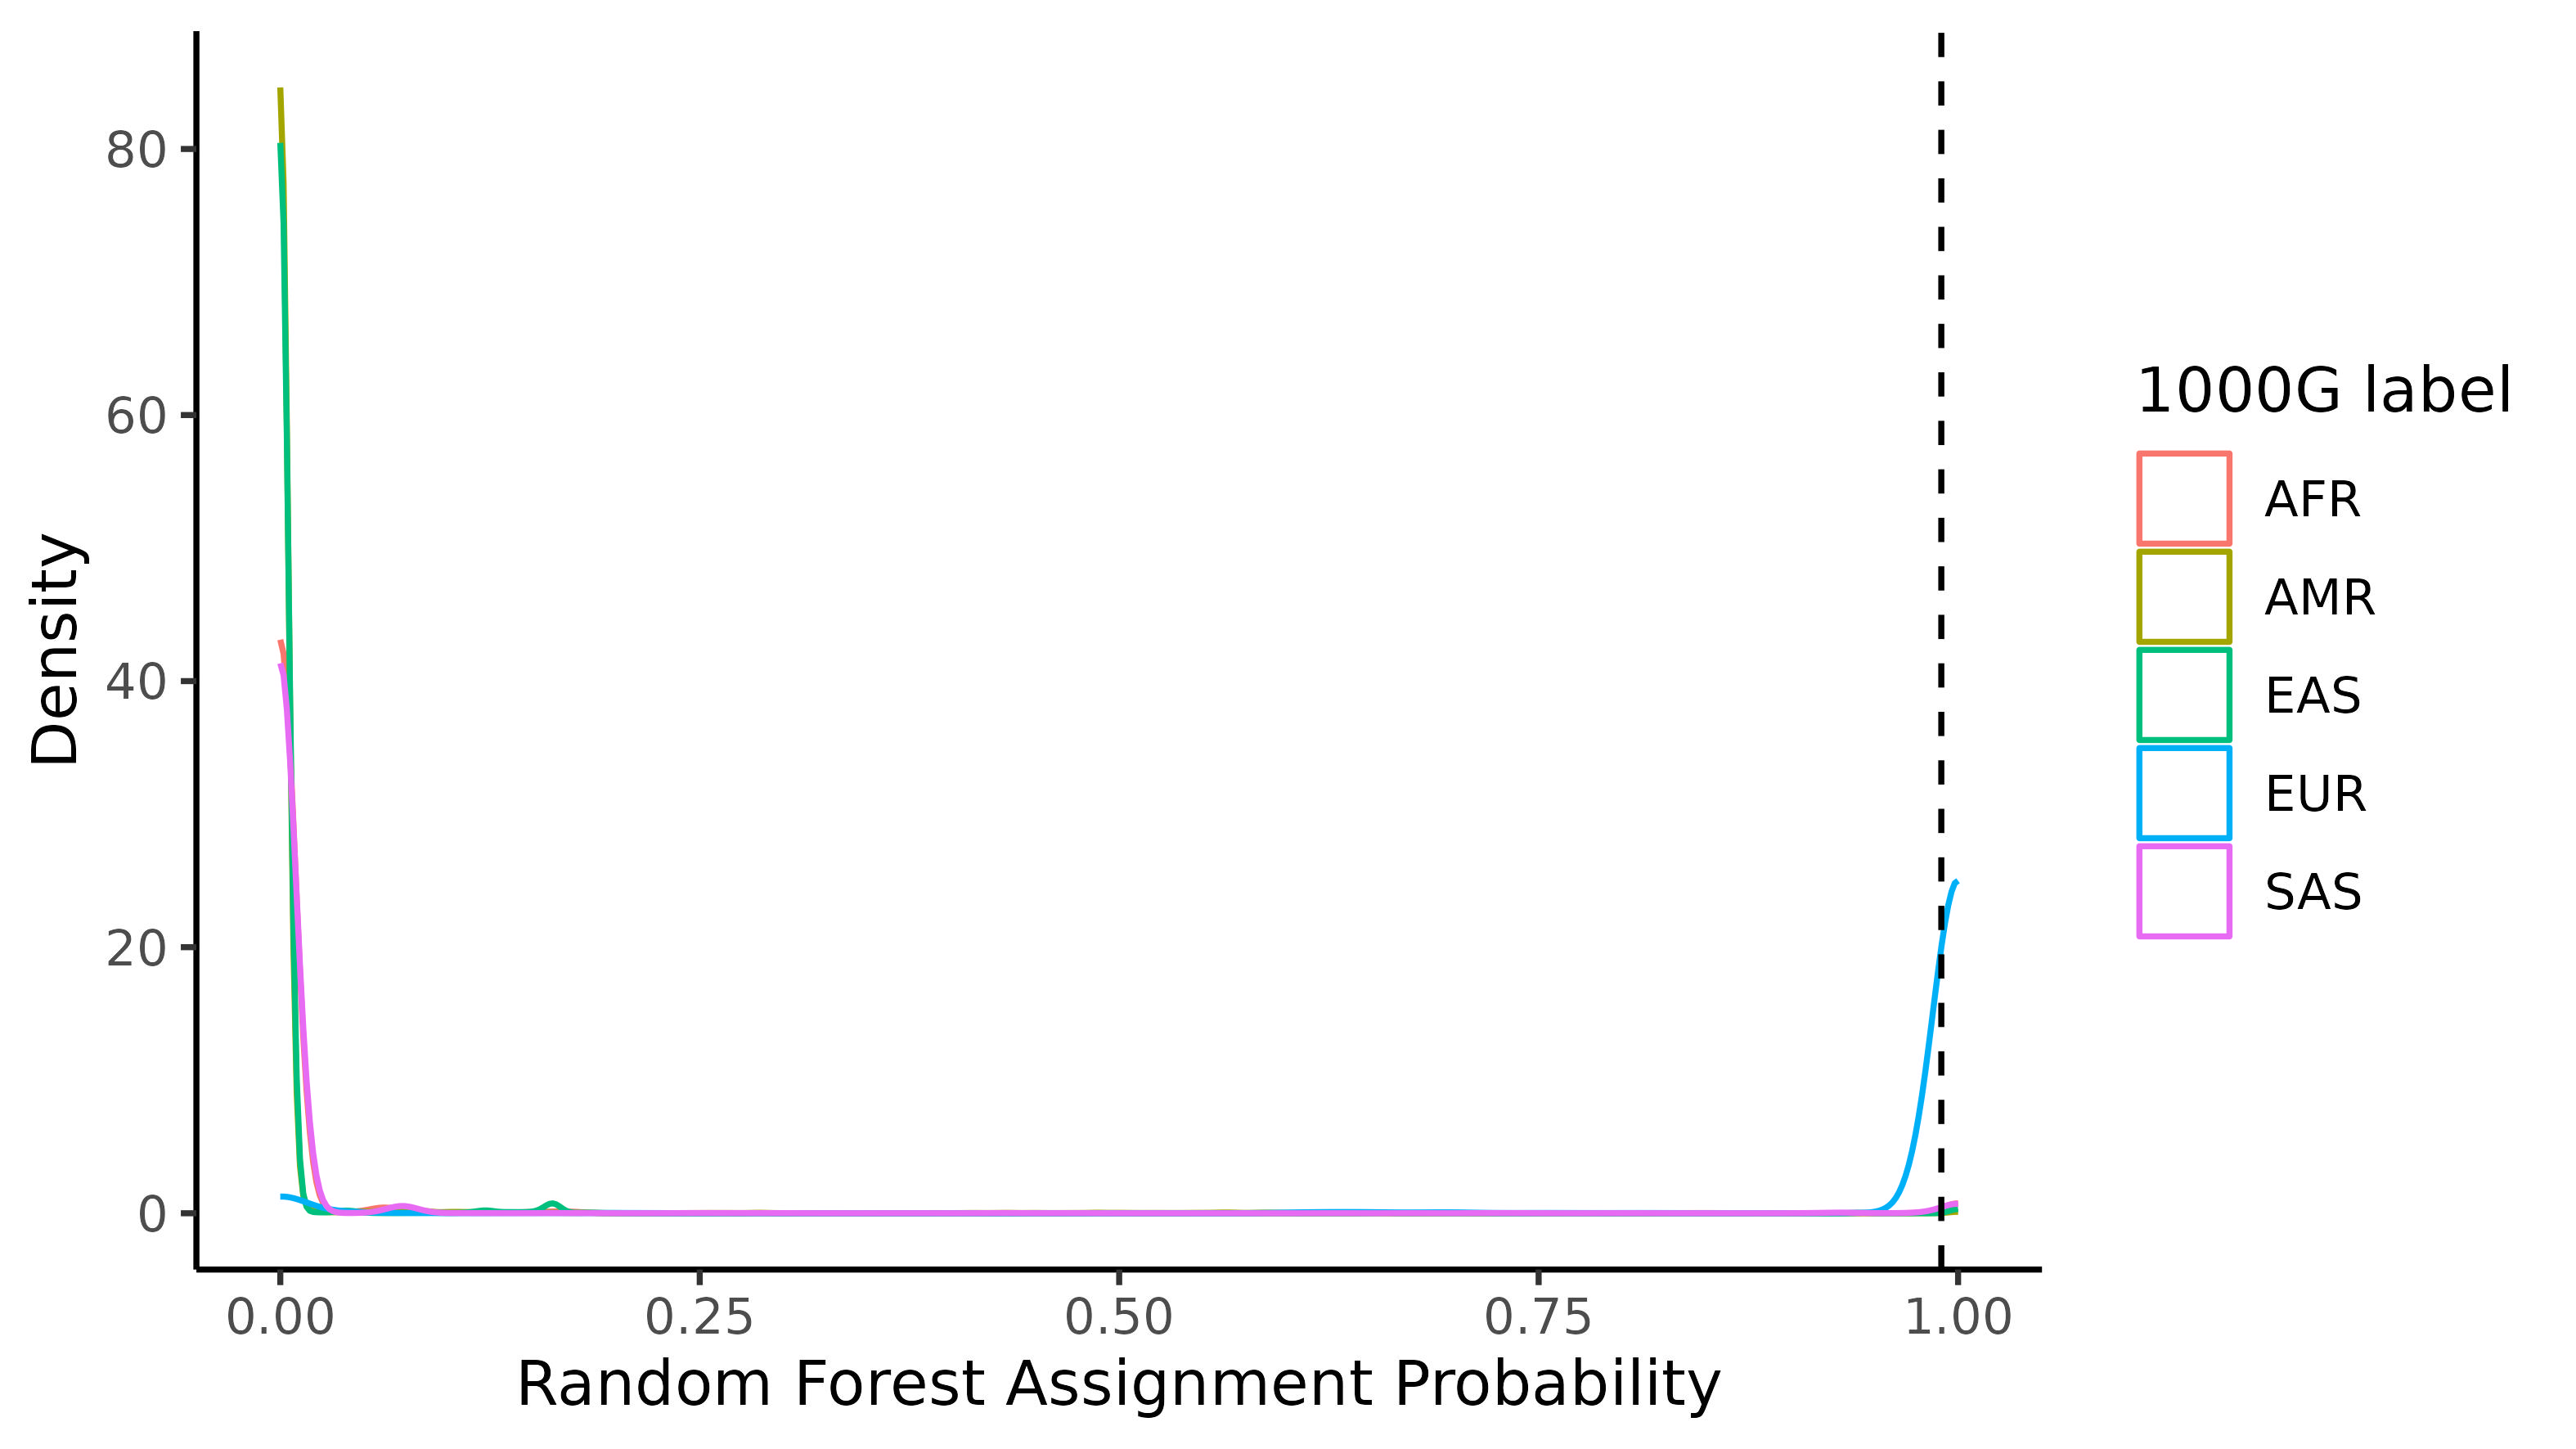 Density
80
60
40
20
0
0.00 0.25 0.50 0.75 1.00
Random Forest Assignment Probability
1000G label
AFR
AMR
EAS
EUR
SAS